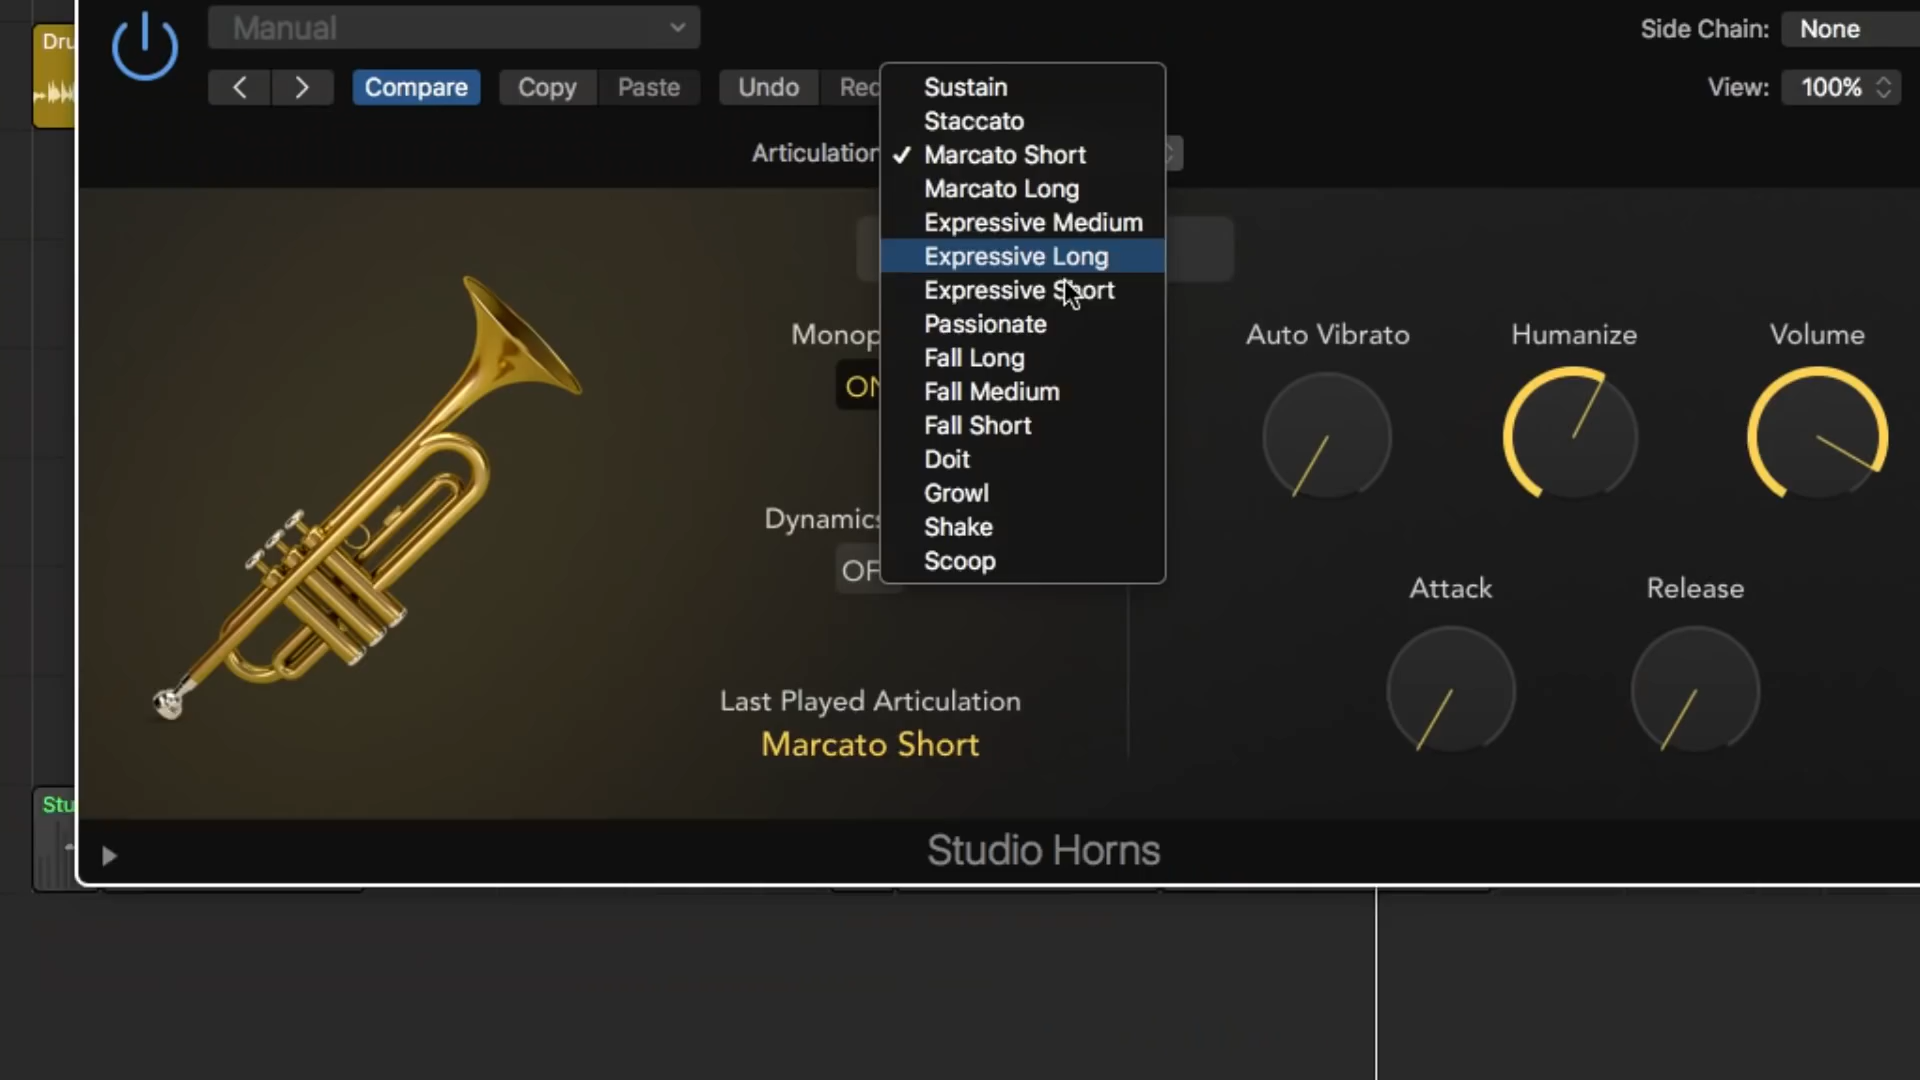 Manual
Side Chain: None
Compare Copy Paste Undo
View: 100%
Articulation
Sustain
Staccato
✓ Marcato Short
Marcato Long
Expressive Medium
Expressive Long
Expressive Short
Passionate
Fall Long
Fall Medium
Fall Short
Doit
Growl
Shake
Scoop
Auto Vibrato
Humanize
Volume
Dynamics
Attack
Release
Last Played Articulation
Marcato Short
Studio Horns